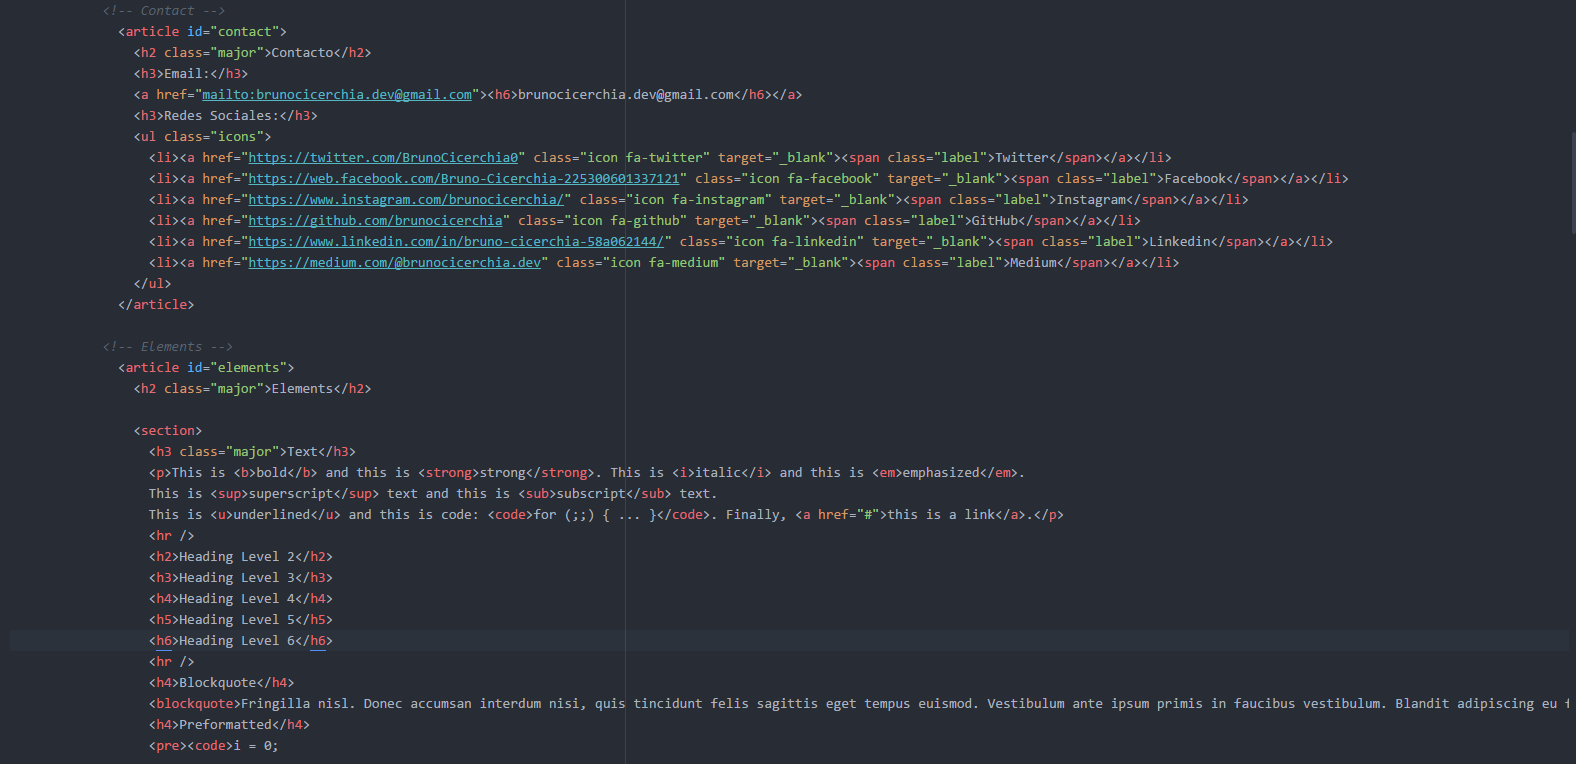 <!-- Contact -->
<article id="contact">
<h2 class="major">Contacto</h2>
<h3>Email:</h3>
<a href="mailto:brunocicerchia.dev@gmail.com"><h6>brunocicerchia.dev@gmail.com</h6></a>
<h3>Redes Sociales:</h3>
<ul class="icons">
<li><a href="https://twitter.com/BrunoCicerchia0" class="icon fa-twitter" target="_blank"><span class="label">Twitter</span></a></li>
<li><a href="https://web.facebook.com/Bruno-Cicerchia-225300601337121" class="icon fa-facebook" target="_blank"><span class="label">Facebook</span></a></li>
<li><a href="https://www.instagram.com/brunocicerchia/" class="icon fa-instagram" target="_blank"><span class="label">Instagram</span></a></li>
<li><a href="https://github.com/brunocicerchia" class="icon fa-github" target="_blank"><span class="label">GitHub</span></a></li>
<li><a href="https://www.linkedin.com/in/bruno-cicerchia-58a062144/" class="icon fa-linkedin" target="_blank"><span class="label">Linkedin</span></a></li>
<li><a href="https://medium.com/@brunocicerchia.dev" class="icon fa-medium" target="_blank"><span class="label">Medium</span></a></li>
</ul>
</article>
<!-- Elements -->
<article id="elements">
<h2 class="major">Elements</h2>
<section>
<h3 class="major">Text</h3>
<p>This is <b>bold</b> and this is <strong>strong</strong>. This is <i>italic</i> and this is <em>emphasized</em>.
This is <sup>superscript</sup> text and this is <sub>subscript</sub> text.
This is <u>underlined</u> and this is code: <code>for (;;) { ... }</code>. Finally, <a href="#">this is a link</a>.</p>
<hr />
<h2>Heading Level 2</h2>
<h3>Heading Level 3</h3>
<h4>Heading Level 4</h4>
<h5>Heading Level 5</h5>
<h6>Heading Level 6</h6>
<hr />
<h4>Blockquote</h4>
<blockquote>Fringilla nisl. Donec accumsan interdum nisi, quis tincidunt felis sagittis eget tempus euismod. Vestibulum ante ipsum primis in faucibus vestibulum. Blandit adipiscing eu
<h4>Preformatted</h4>
<pre><code>i = 0;